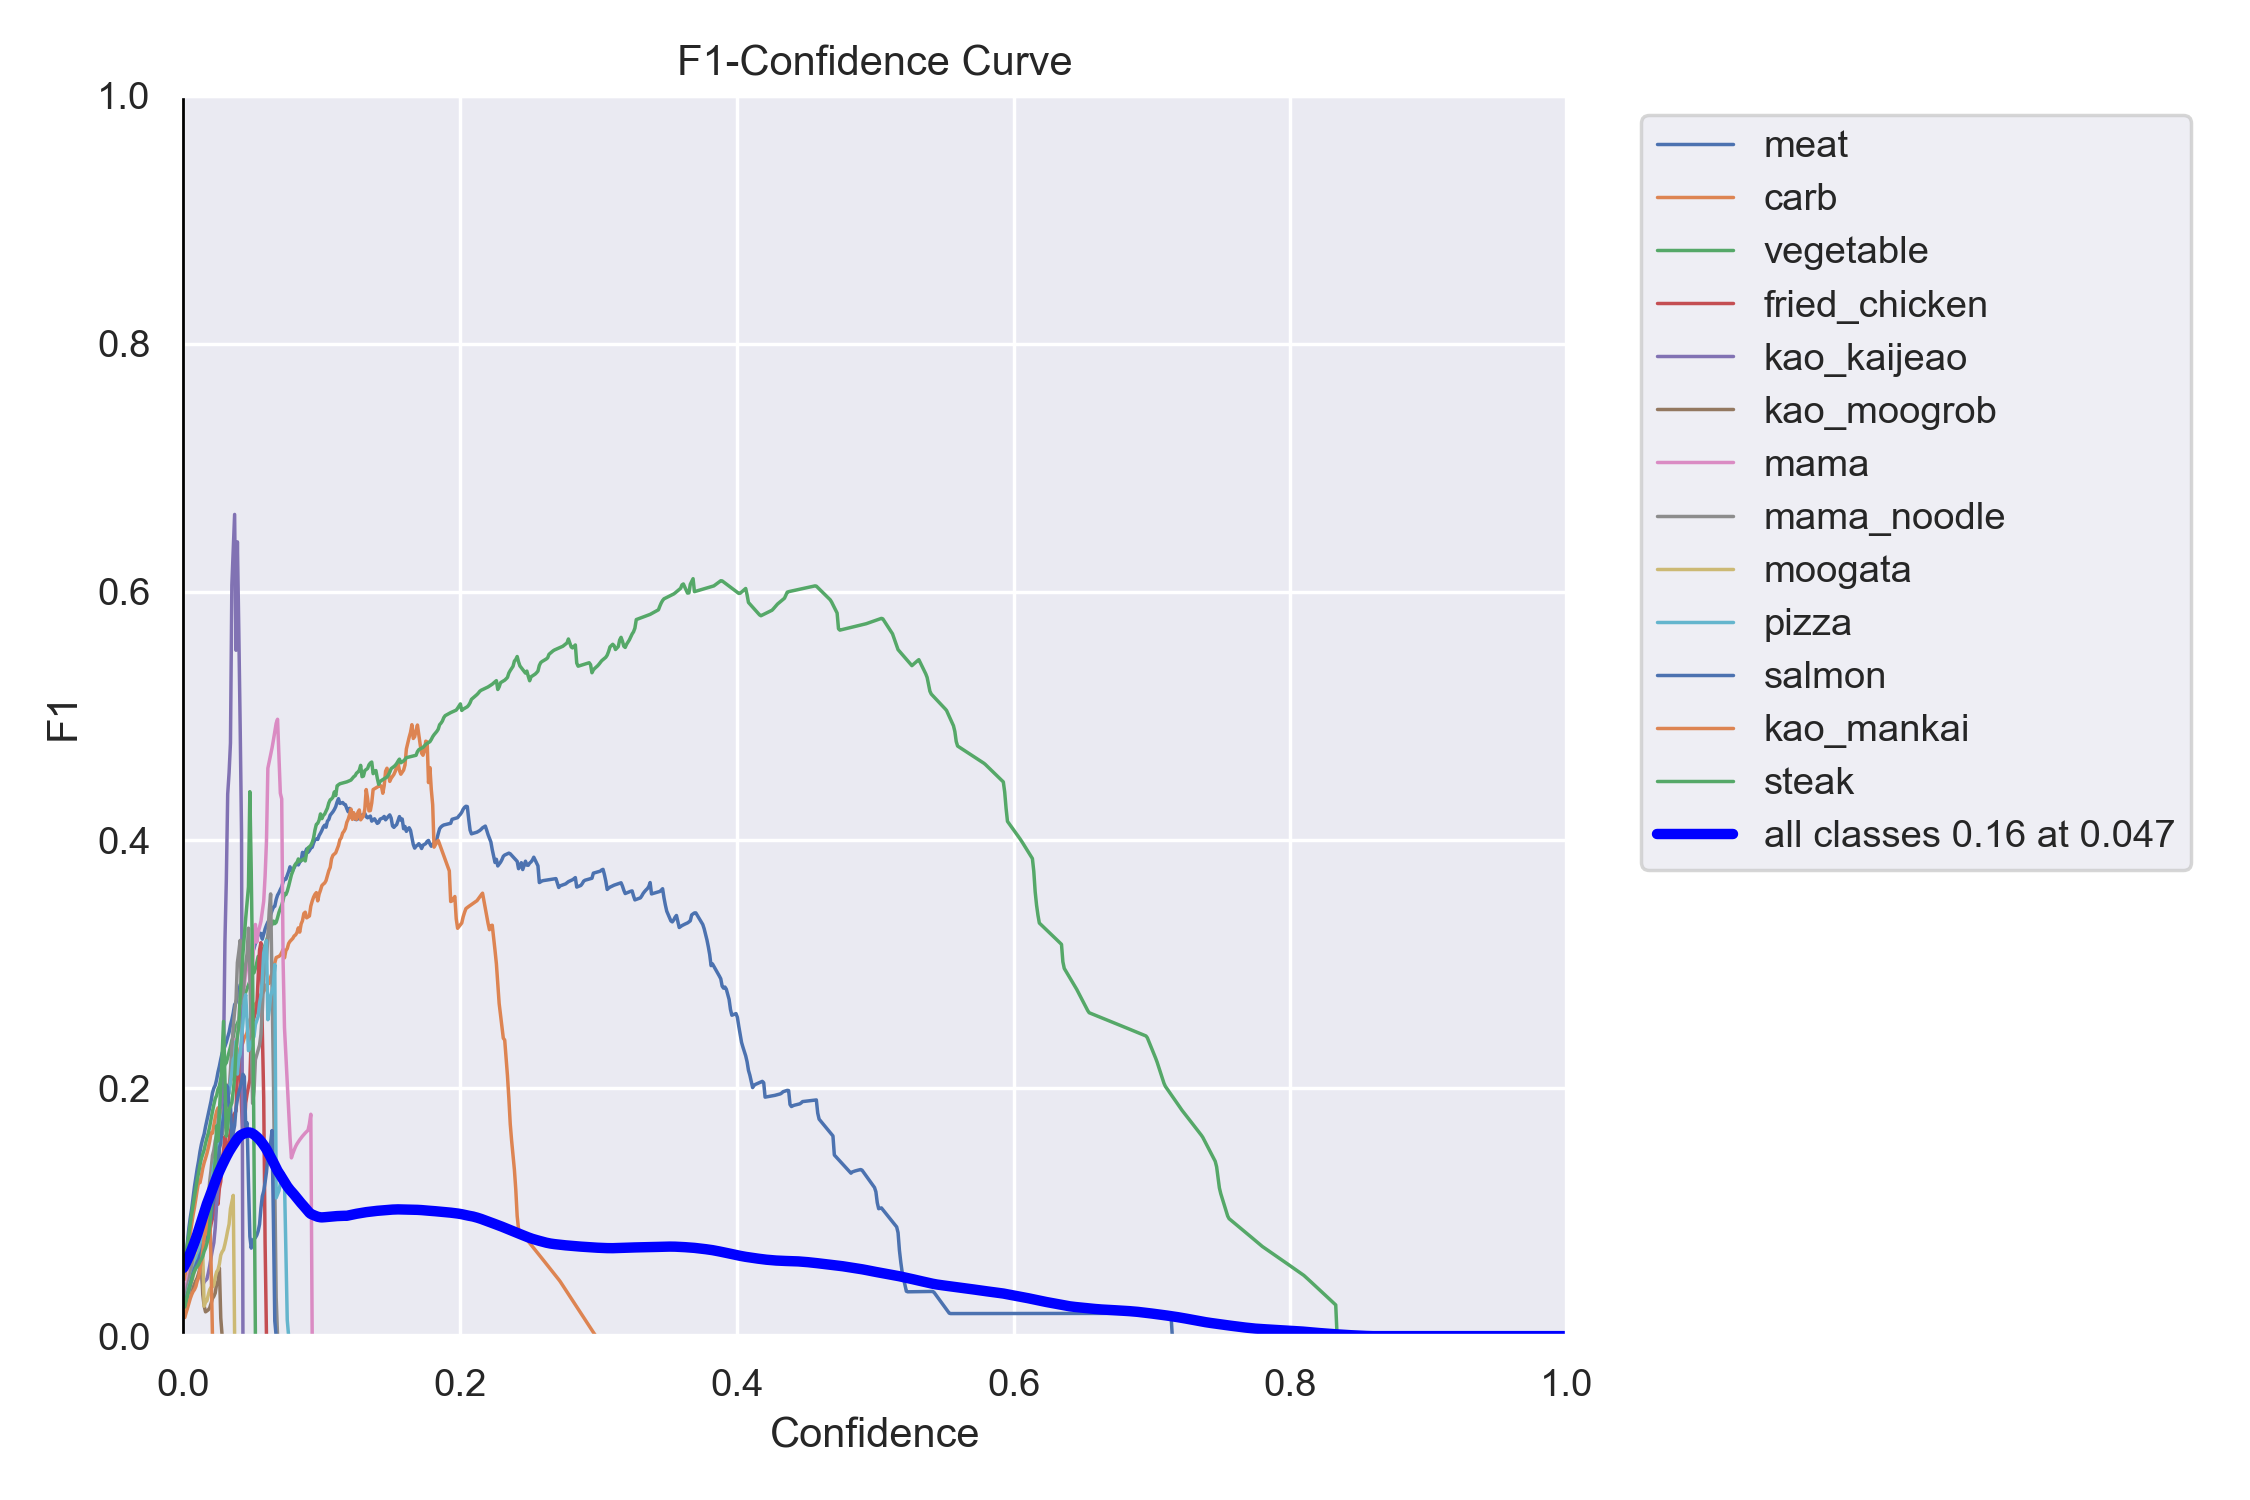 F1-Confidence Curve
1.0
0.8
0.6
0.4
0.2
0.0
F1
0.0 0.2 0.4 0.6 0.8 1.0
Confidence
meat
carb
vegetable
fried_chicken
kao_kaijeao
kao_moogrob
mama
mama_noodle
moogata
pizza
salmon
kao_mankai
steak
all classes 0.16 at 0.047